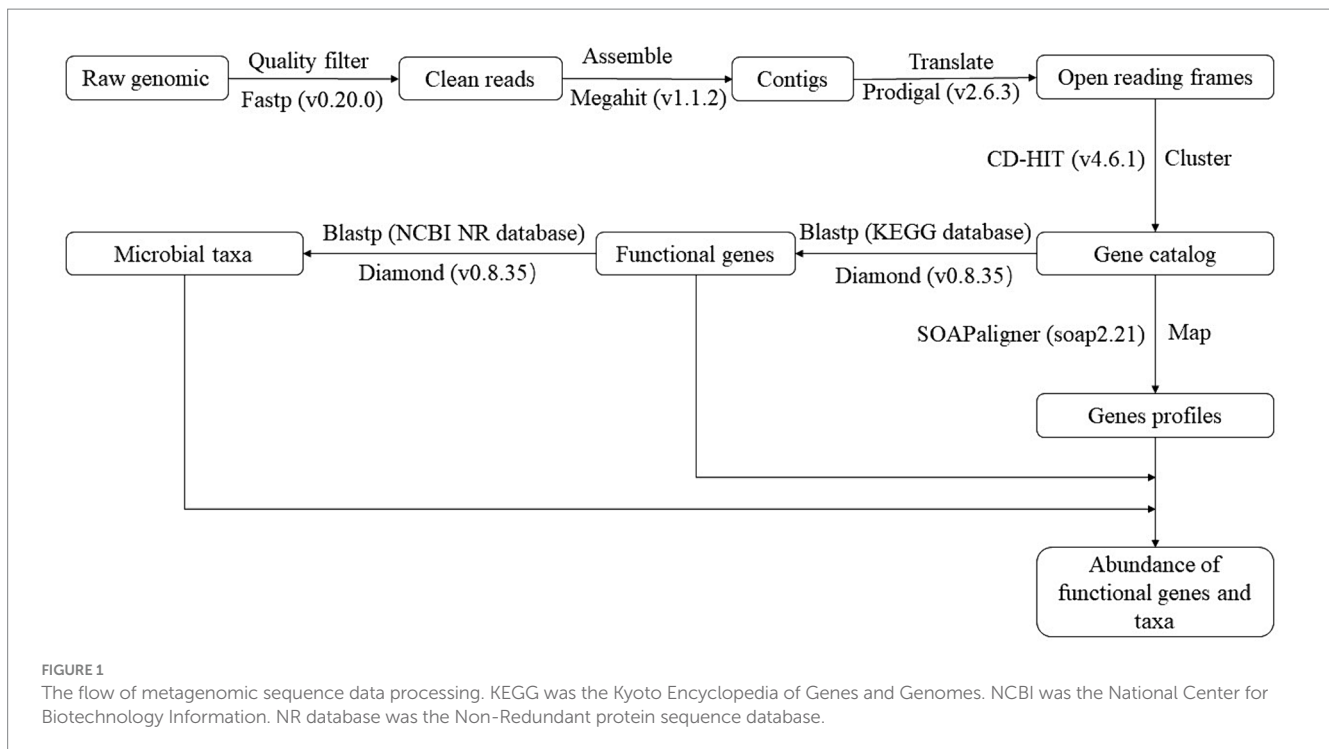 Raw genomic
Quality filter
Fastp (v0.20.0)
Clean reads
Assemble
Megahit (v1.1.2)
Contigs
Translate
Prodigal (v2.6.3)
Open reading frames
CD-HIT (v4.6.1)
Cluster
Microbial taxa
Blastp (NCBI NR database)
Diamond (v0.8.35)
Functional genes
Blastp (KEGG database)
Diamond (v0.8.35)
Gene catalog
SOAPaligner (soap2.21)
Map
Genes profiles
Abundance of
functional genes and
taxa
FIGURE 1
The flow of metagenomic sequence data processing. KEGG was the Kyoto Encyclopedia of Genes and Genomes. NCBI was the National Center for
Biotechnology Information. NR database was the Non-Redundant protein sequence database.